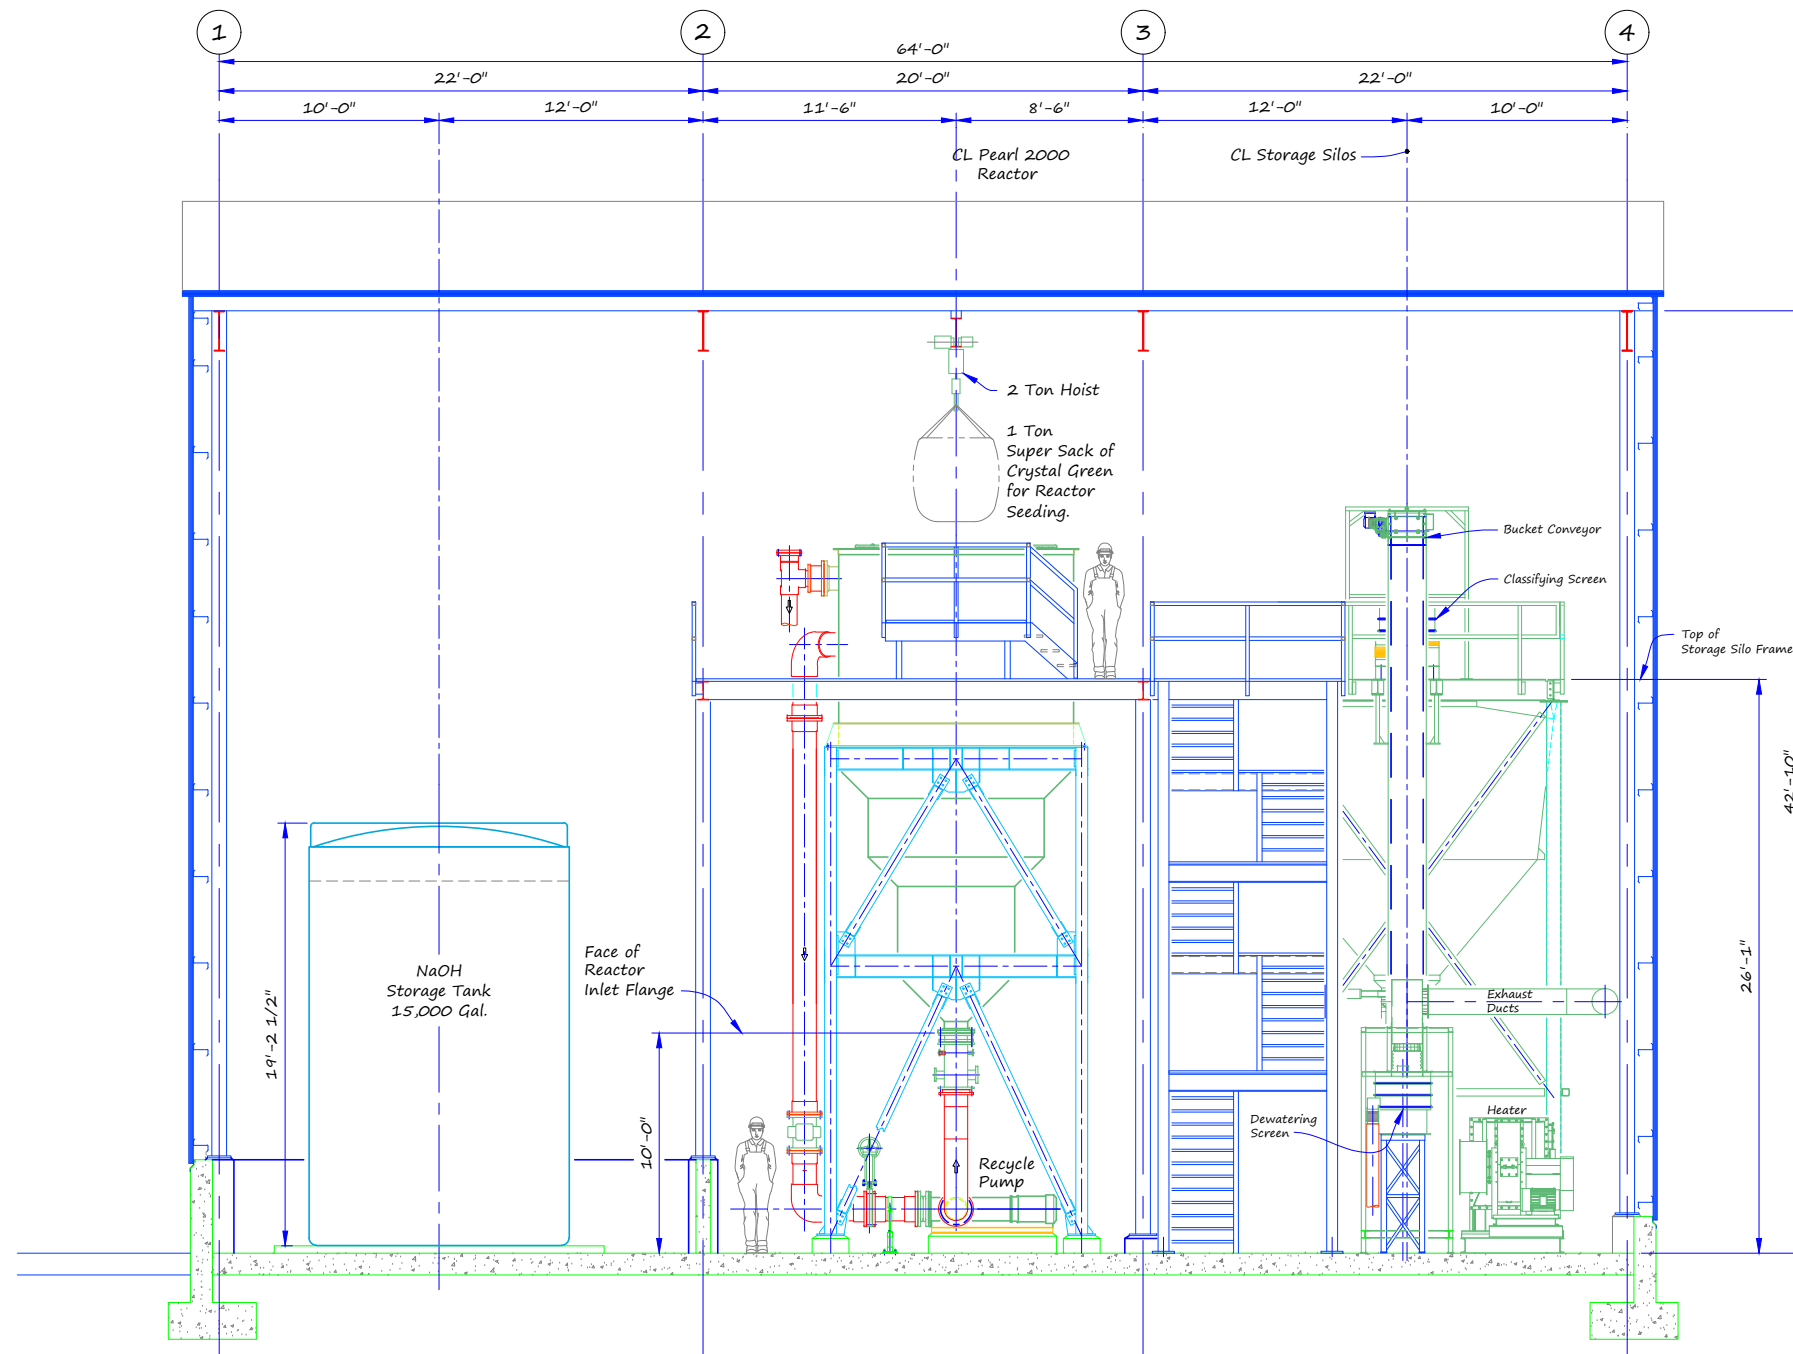 1
2
3
4
64'-0"
22'-0"
20'-0"
22'-0"
10'-0"
12'-0"
11'-6"
8'-6"
12'-0"
10'-0"
CL Pearl 2000
Reactor
CL Storage Silos
2 Ton Hoist
1 Ton
Super Sack of
Crystal Green
for Reactor
Seeding.
Bucket Conveyor
Classifying Screen
Top of
Storage Silo Frame
42'-10"
26'-1"
NaOH
Storage Tank
15,000 Gal.
19'-2 1/2"
Face of
Reactor
Inlet Flange
10'-0"
Exhaust
Ducts
Heater
Dewatering
Screen
Recycle
Pump